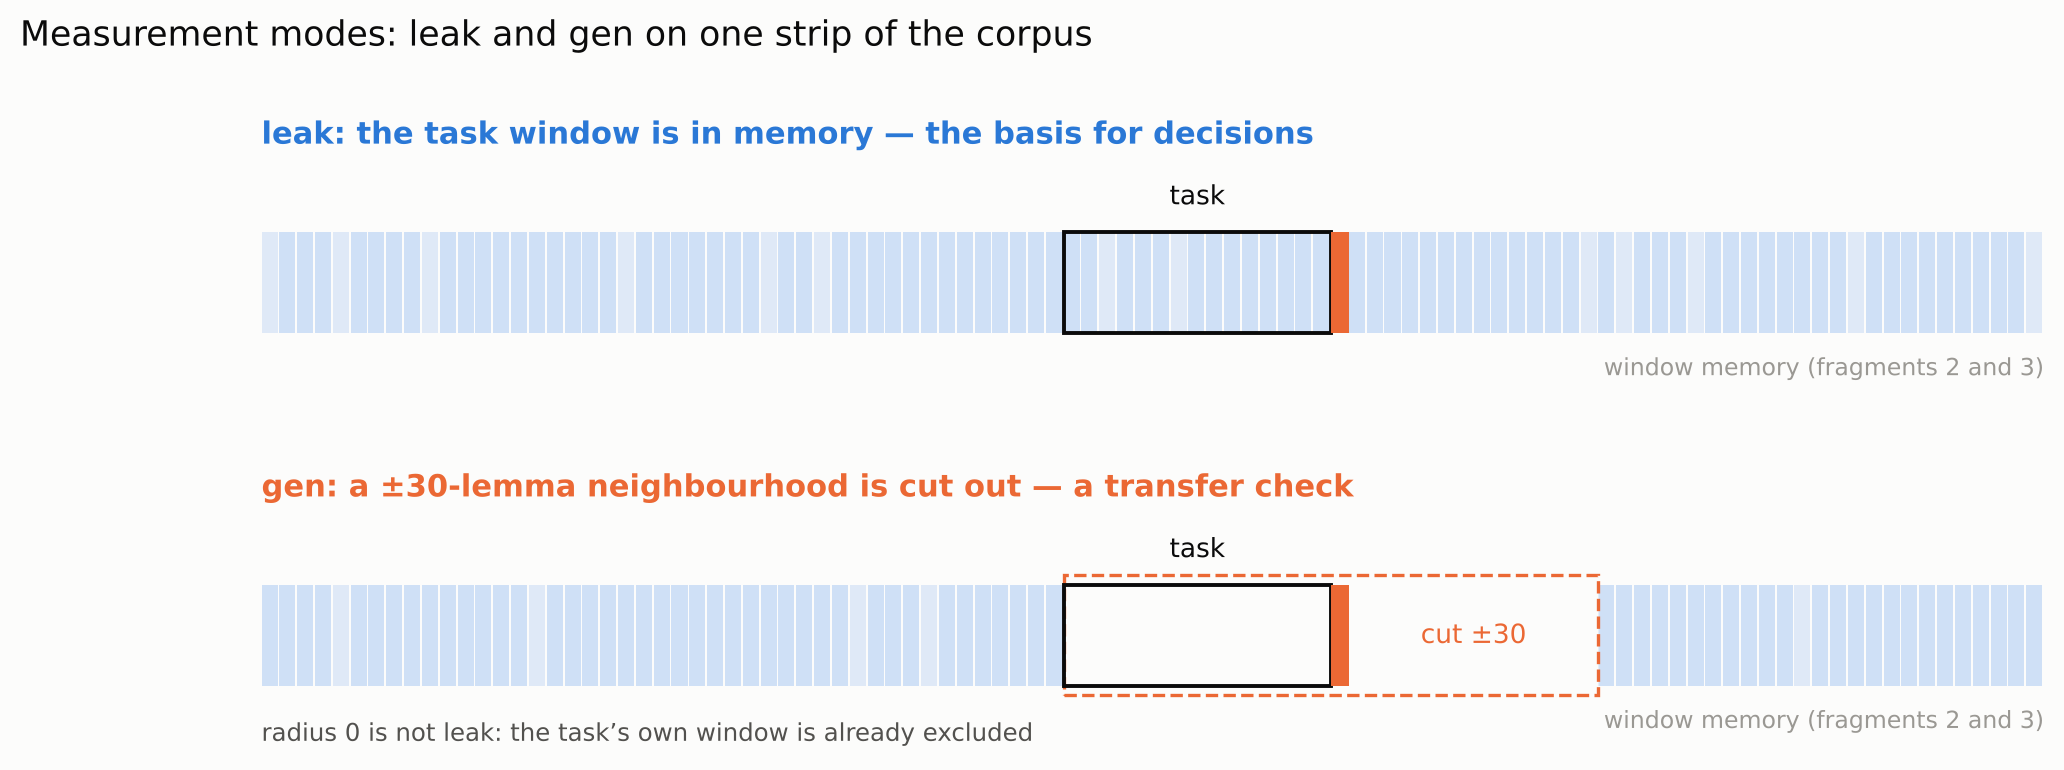 Measurement modes: leak and gen on one strip of the corpus
leak: the task window is in memory — the basis for decisions
task
window memory (fragments 2 and 3)
gen: a ±30-lemma neighbourhood is cut out — a transfer check
task
cut ±30
window memory (fragments 2 and 3)
radius 0 is not leak: the task’s own window is already excluded